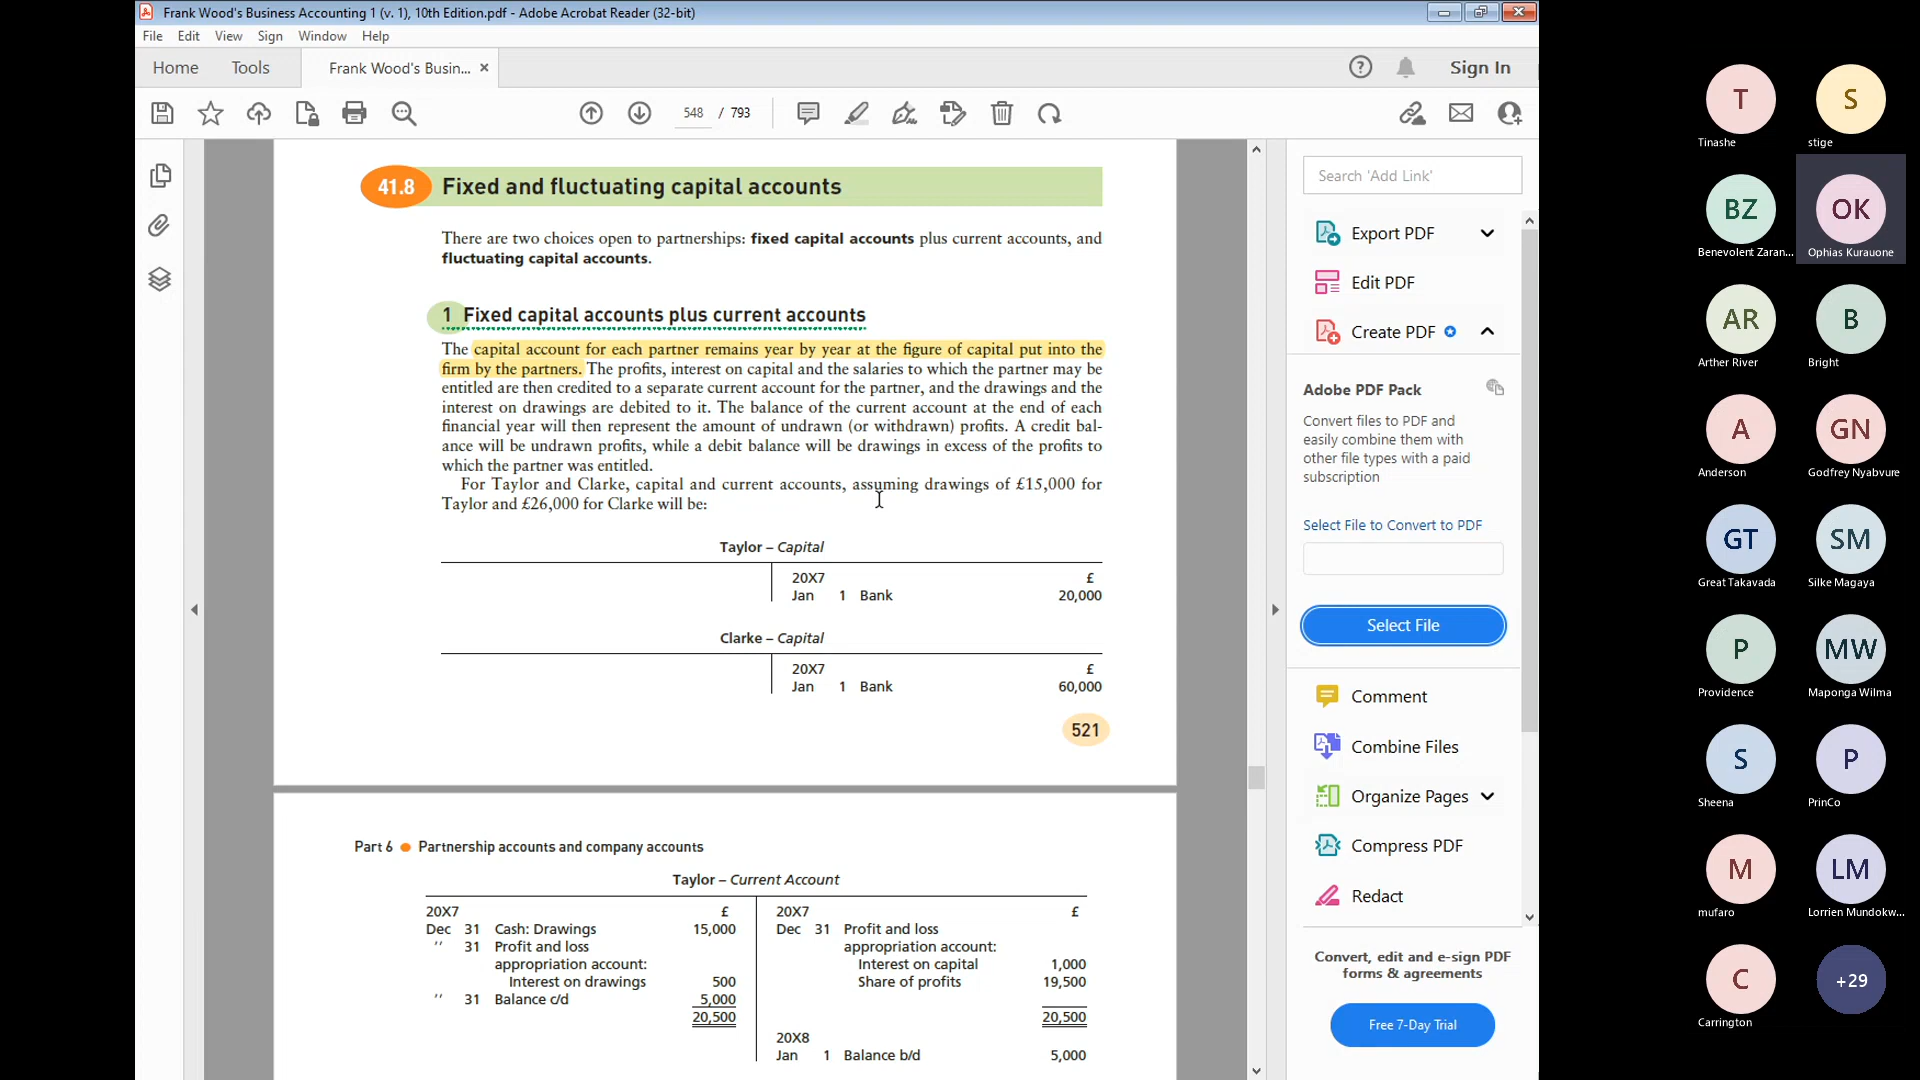 Frank Wood's Business Accounting 1 (v. 1), 10th Edition.pdf - Adobe Acrobat Reader (32-bit)
File Edit View Sign Window Help
Home Tools Frank Wood's Busin... × Sign In
548 / 793
41.8 Fixed and fluctuating capital accounts
There are two choices open to partnerships: fixed capital accounts plus current accounts, and
fluctuating capital accounts.
1 Fixed capital accounts plus current accounts
The capital account for each partner remains year by year at the figure of capital put into the
firm by the partners. The profits, interest on capital and the salaries to which the partner may be
entitled are then credited to a separate current account for the partner, and the drawings and the
interest on drawings are debited to it. The balance of the current account at the end of each
financial year will then represent the amount of undrawn (or withdrawn) profits. A credit bal-
ance will be undrawn profits, while a debit balance will be drawings in excess of the profits to
which the partner was entitled.
For Taylor and Clarke, capital and current accounts, assuming drawings of £15,000 for
Taylor and £26,000 for Clarke will be:
Taylor – Capital
20X7 £
Jan 1 Bank 20,000
Clarke – Capital
20X7 £
Jan 1 Bank 60,000
521
Part 6 ● Partnership accounts and company accounts
Taylor – Current Account
20X7 £ 20X7 £
Dec 31 Cash: Drawings 15,000 Dec 31 Profit and loss
'' 31 Profit and loss appropriation account:
appropriation account: Interest on capital 1,000
Interest on drawings 500 Share of profits 19,500
'' 31 Balance c/d 5,000
20,500 20,500
20X8
Jan 1 Balance b/d 5,000
Search 'Add Link'
Export PDF
Edit PDF
Create PDF
Adobe PDF Pack
Convert files to PDF and
easily combine them with
other file types with a paid
subscription
Select File to Convert to PDF
Select File
Comment
Combine Files
Organize Pages
Compress PDF
Redact
Convert, edit and e-sign PDF
forms & agreements
Free 7-Day Trial
T S
Tinashe stige
BZ OK
Benevolent Zaran... Ophias Kurauone
AR B
Arther River Bright
A GN
Anderson Godfrey Nyabvure
GT SM
Great Takavada Silke Magaya
P MW
Providence Maponga Wilma
S P
Sheena PrinCo
M LM
mufaro Lorrien Mundokw...
C +29
Carrington